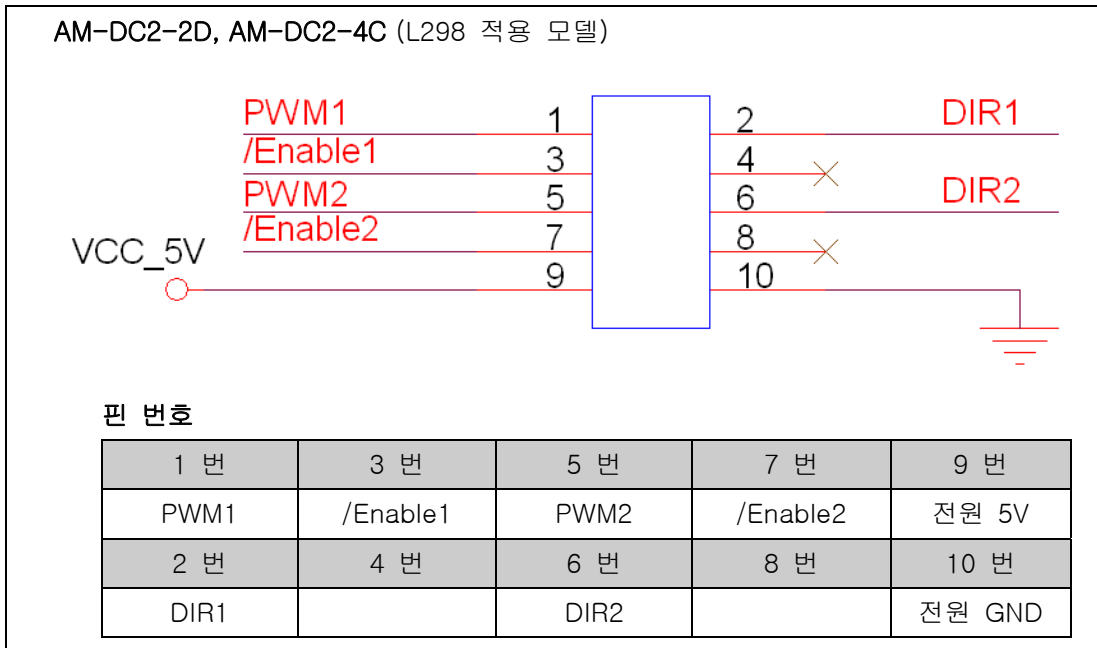 AM-DC2-2D, AM-DC2-4C (L298 적용 모델)
PWM1 1 2 DIR1
/Enable1 3 4
PWM2 5 6 DIR2
/Enable2 7 8
VCC_5V 9 10
핀 번호
1 번 3 번 5 번 7 번 9 번
PWM1 /Enable1 PWM2 /Enable2 전원 5V
2 번 4 번 6 번 8 번 10 번
DIR1 DIR2 전원 GND